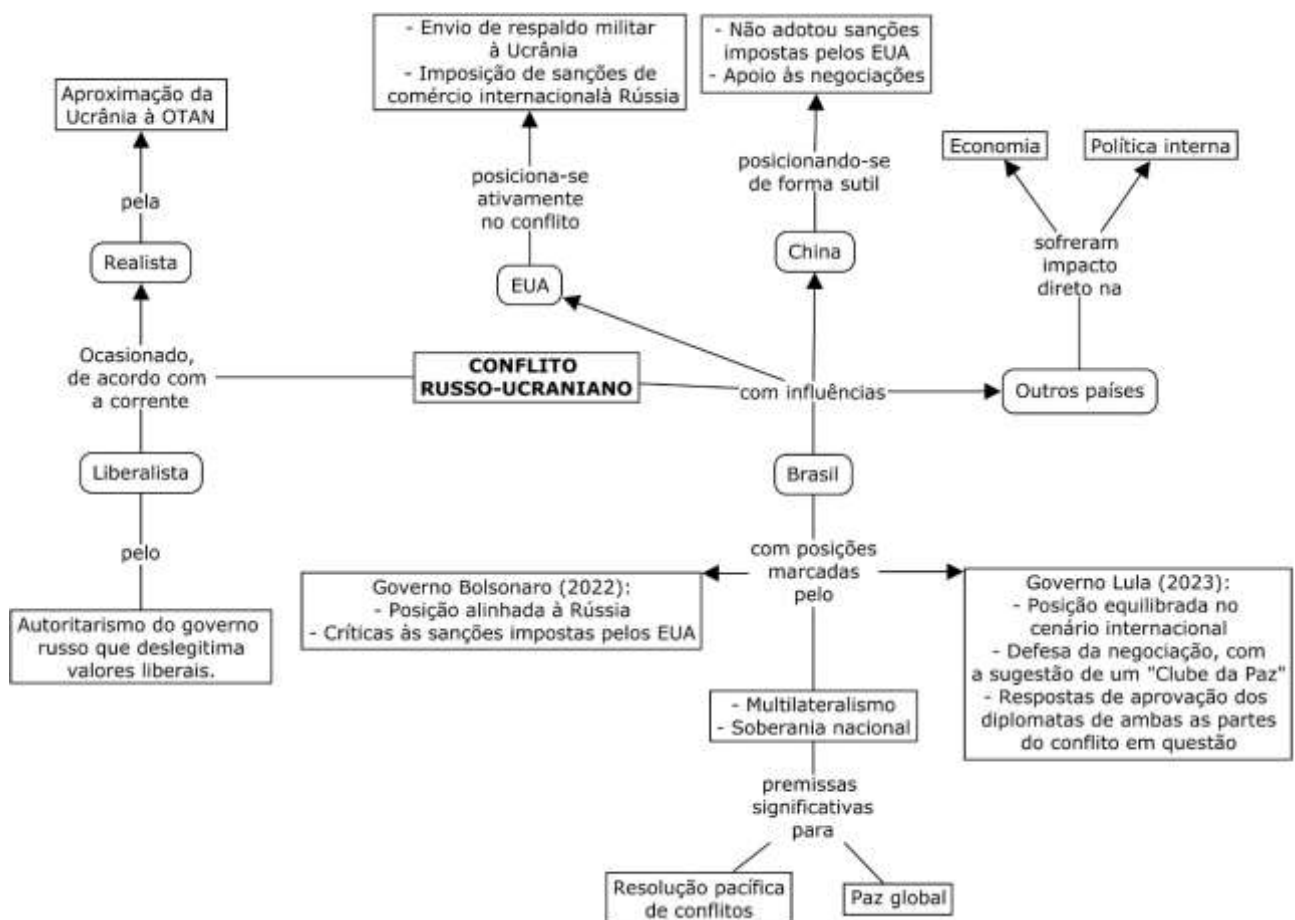 - Envio de respaldo militar
à Ucrânia
- Imposição de sanções de
comércio internacionalà Rússia
- Não adotou sanções
impostas pelos EUA
- Apoio às negociações
Aproximação da
Ucrânia à OTAN
Economia
Política interna
posiciona-se
ativamente
no conflito
posicionando-se
de forma sutil
pela
sofreram
impacto
direto na
Realista
EUA
China
Ocasionado,
de acordo com
a corrente
CONFLITO
RUSSO-UCRANIANO
com influências
Outros países
Liberalista
Brasil
pelo
com posições
marcadas
pelo
Autoritarismo do governo
russo que deslegitima
valores liberais.
Governo Bolsonaro (2022):
- Posição alinhada à Rússia
- Críticas às sanções impostas pelos EUA
Governo Lula (2023):
- Posição equilibrada no
cenário internacional
- Defesa da negociação, com
a sugestão de um "Clube da Paz"
- Respostas de aprovação dos
diplomatas de ambas as partes
do conflito em questão
- Multilateralismo
- Soberania nacional
premissas
significativas
para
Resolução pacífica
de conflitos
Paz global